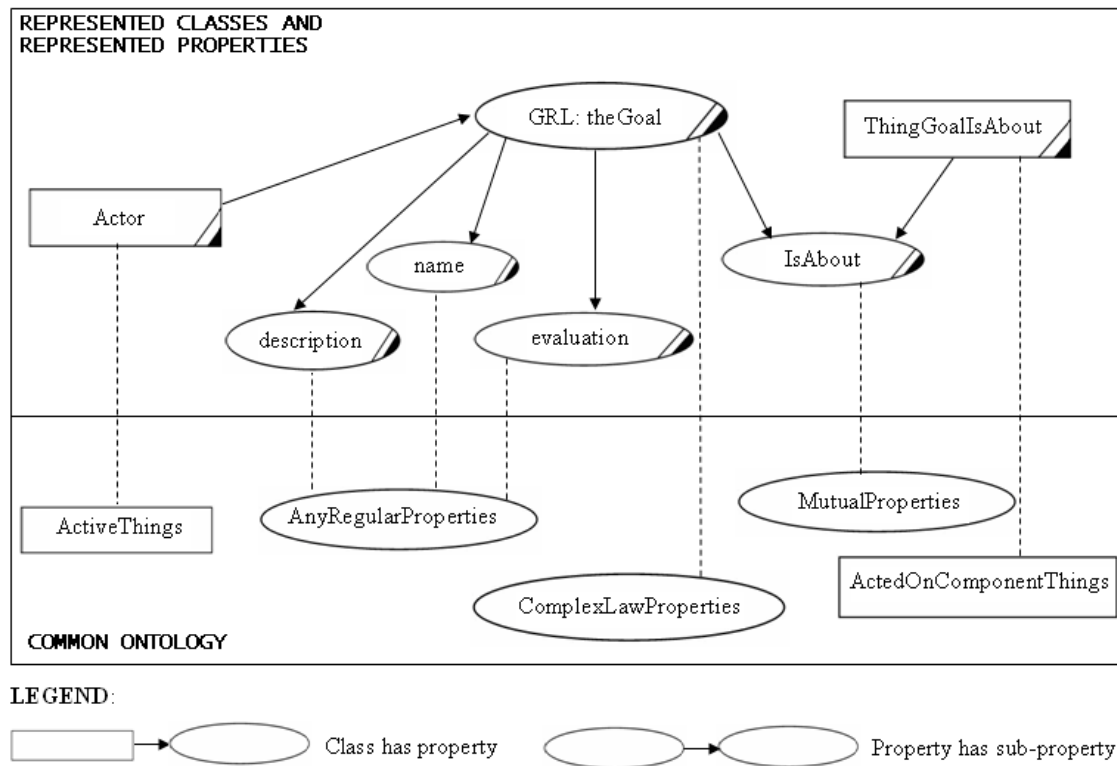 REPRESENTED CLASSES AND
REPRESENTED PROPERTIES
GRL: theGoal
ThingGoalIsAbout
Actor
name
IsAbout
description
evaluation
ActiveThings
AnyRegularProperties
MutualProperties
ActedOnComponentThings
ComplexLawProperties
COMMON ONTOLOGY
LEGEND:
Class has property
Property has sub-property